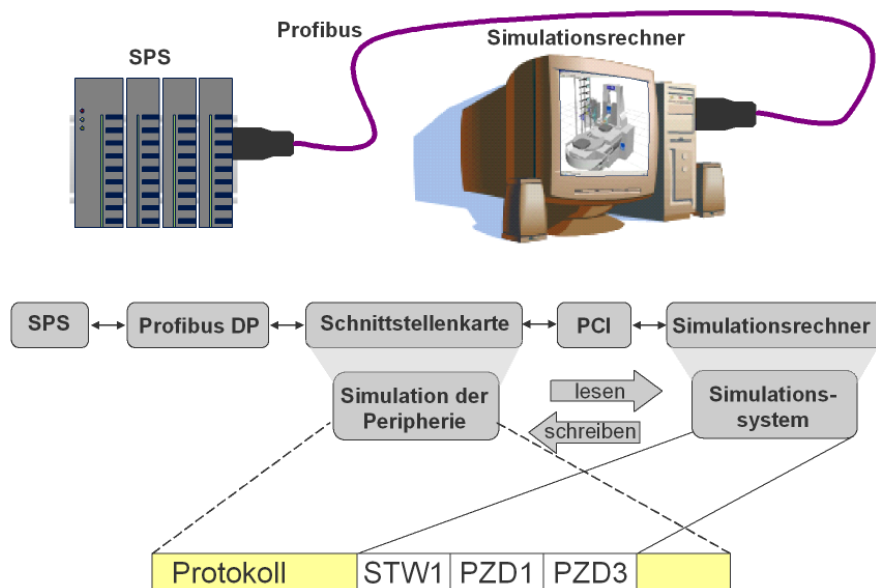 Profibus
SPS
Simulationsrechner
SPS
Profibus DP
Schnittstellenkarte
PCI
Simulationsrechner
Simulation der
Peripherie
lesen
schreiben
Simulations-
system
Protokoll
STW1
PZD1
PZD3